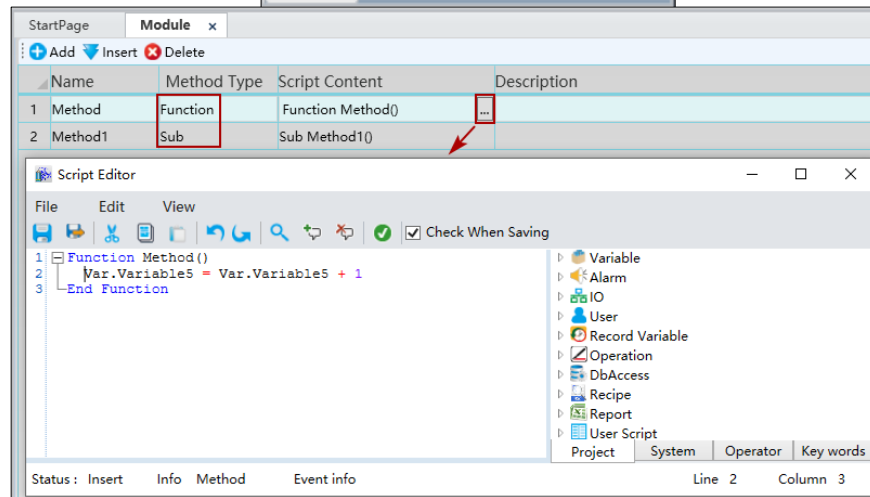 StartPage Module x
Add Insert Delete
Name Method Type Script Content Description
1 Method Function Function Method() ...
2 Method1 Sub Sub Method1()
Script Editor
File Edit View
Check When Saving
1 Function Method()
2 Var.Variable5 = Var.Variable5 + 1
3 End Function
Variable
Alarm
IO
User
Record Variable
Operation
DbAccess
Recipe
Report
User Script
Project System Operator Key words
Status : Insert Info Method Event info Line 2 Column 3